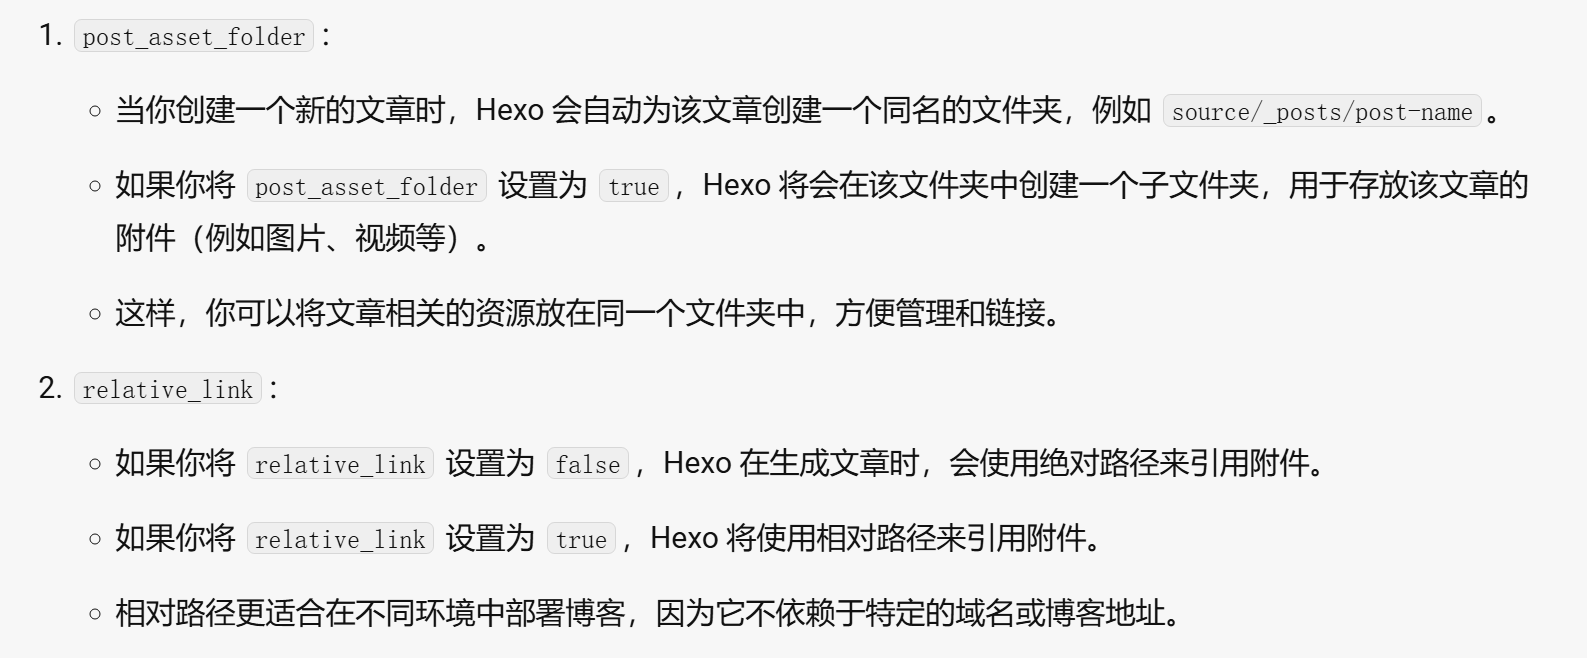 1. post_asset_folder：
当你创建一个新的文章时，Hexo 会自动为该文章创建一个同名的文件夹，例如 source/_posts/post-name。
如果你将 post_asset_folder 设置为 true，Hexo 将会在该文件夹中创建一个子文件夹，用于存放该文章的
附件（例如图片、视频等）。
这样，你可以将文章相关的资源放在同一个文件夹中，方便管理和链接。
2. relative_link：
如果你将 relative_link 设置为 false，Hexo 在生成文章时，会使用绝对路径来引用附件。
如果你将 relative_link 设置为 true，Hexo 将使用相对路径来引用附件。
相对路径更适合在不同环境中部署博客，因为它不依赖于特定的域名或博客地址。